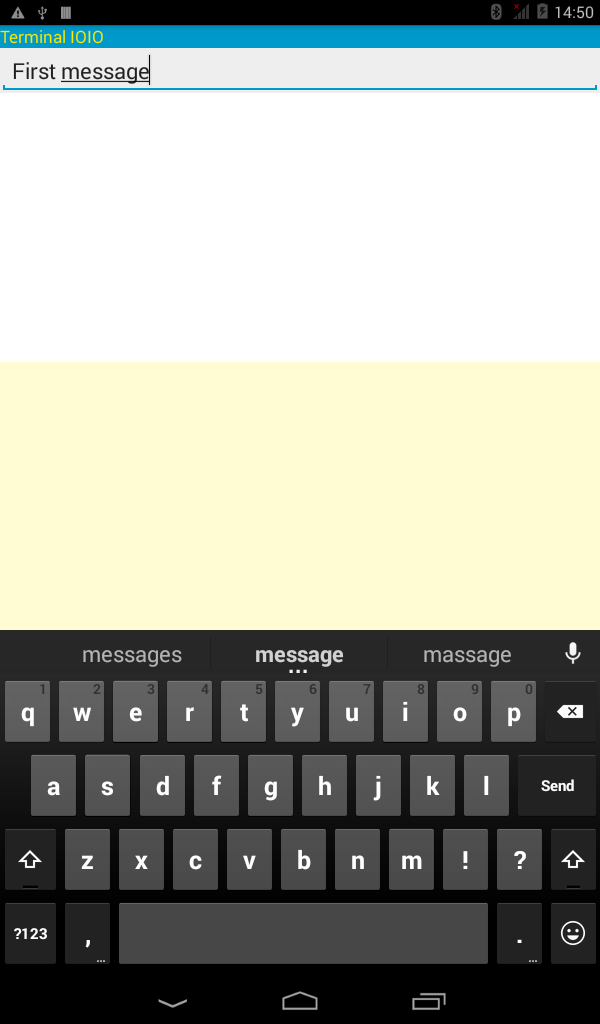 14:50
Terminal IOIO
First message
messages message massage
1 2 3 4 5 6 7 8 9 0
q w e r t y u i o p
a s d f g h j k l Send
z x c v b n m ! ?
?123 , ... . ...